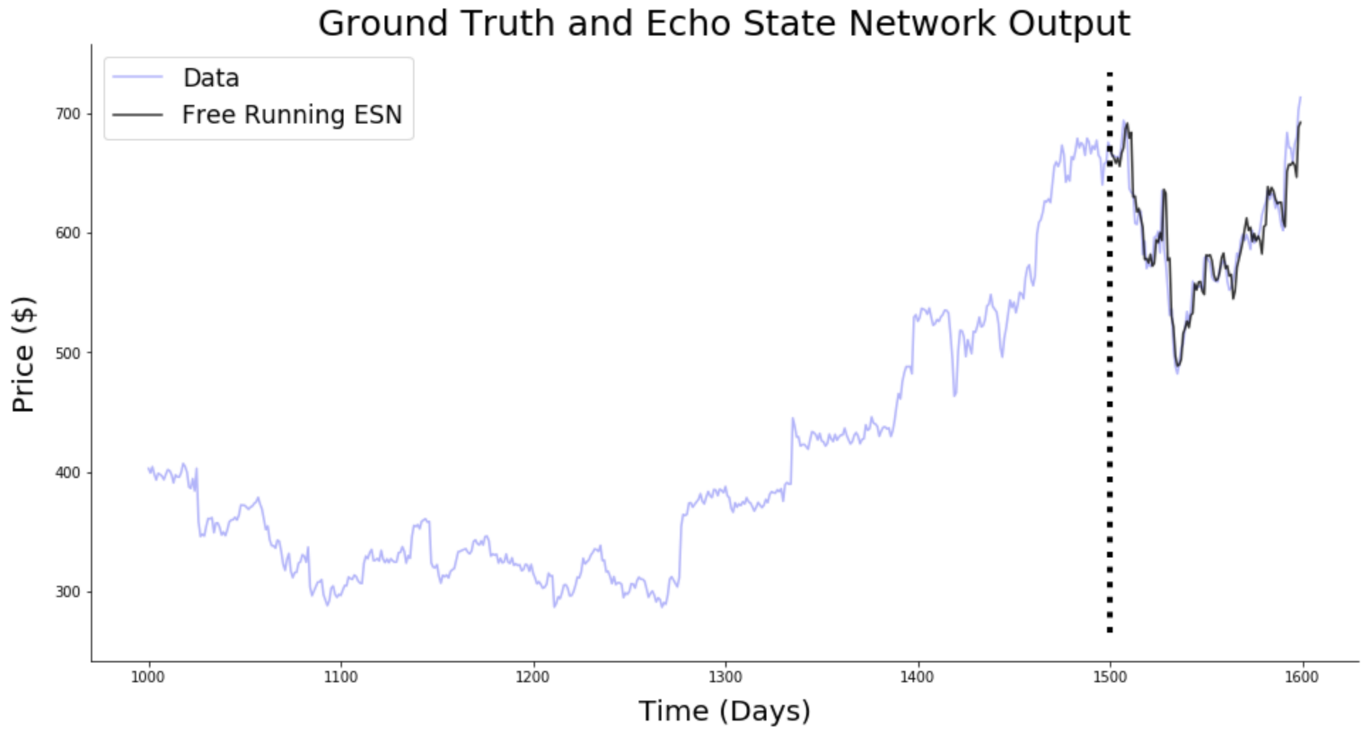 Ground Truth and Echo State Network Output
Data
Free Running ESN
Price ($)
700
600
500
400
300
1000 1100 1200 1300 1400 1500 1600
Time (Days)